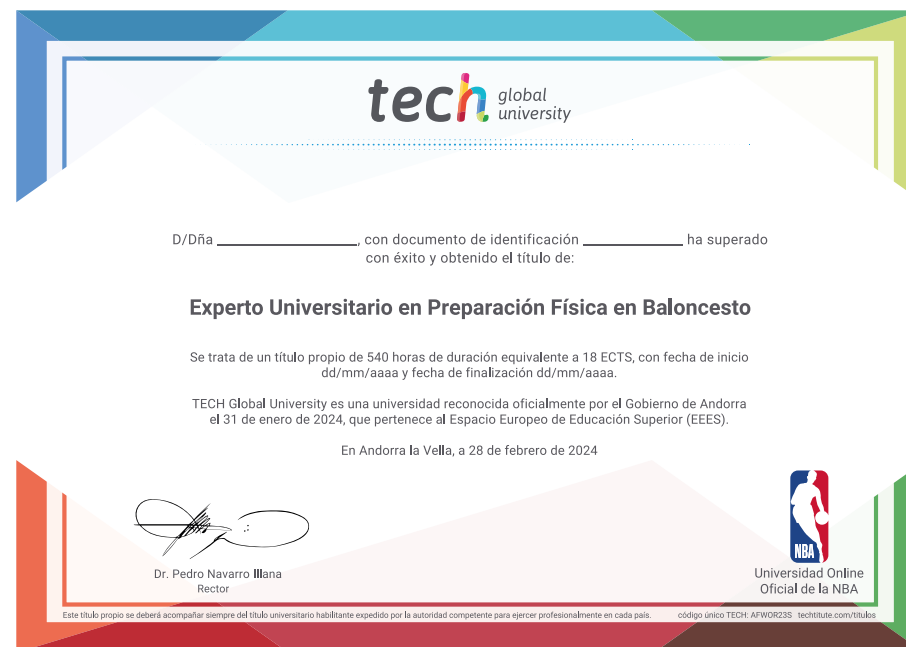 tech global university
D/Dña ____________________, con documento de identificación ______________ ha superado
con éxito y obtenido el título de:
Experto Universitario en Preparación Física en Baloncesto
Se trata de un título propio de 540 horas de duración equivalente a 18 ECTS, con fecha de inicio
dd/mm/aaaa y fecha de finalización dd/mm/aaaa.
TECH Global University es una universidad reconocida oficialmente por el Gobierno de Andorra
el 31 de enero de 2024, que pertenece al Espacio Europeo de Educación Superior (EEES).
En Andorra la Vella, a 28 de febrero de 2024
Dr. Pedro Navarro Illana
Rector
NBA
Universidad Online
Oficial de la NBA
Este título propio se deberá acompañar siempre del título universitario habilitante expedido por la autoridad competente para ejercer profesionalmente en cada país.
código único TECH: AFWOR23S techtitute.com/titulos